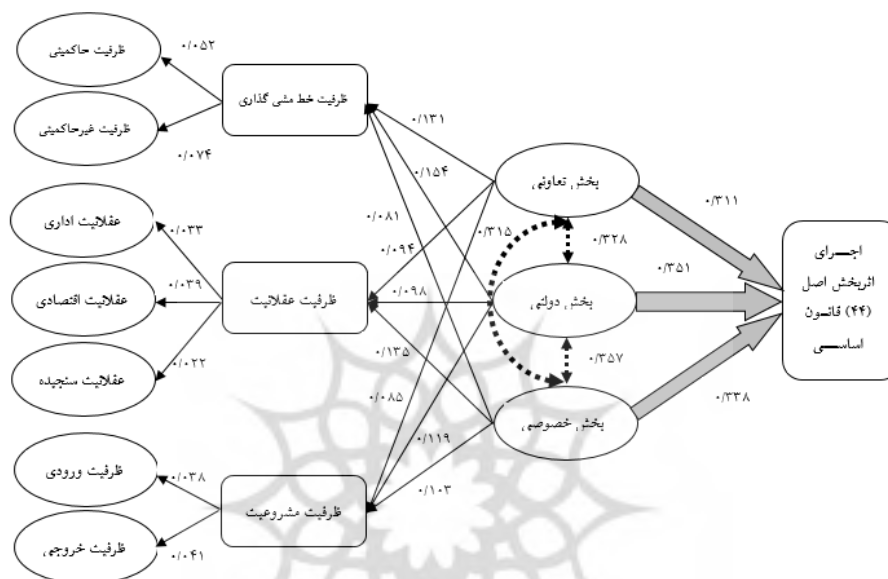 بخش تعاونی
بخش دولتی
بخش خصوصی
اجـــرای
اثربخش اصل
(۴۴) قانـــون
اساســـی
۰/۳۱۱
۰/۳۵۱
۰/۳۳۸
۰/۳۲۸
۰/۳۵۷
۰/۳۱۵
ظرفیت خط مشی گذاری
ظرفیت عقلانیت
ظرفیت مشروعیت
۰/۱۳۱
۰/۱۵۴
۰/۰۸۱
۰/۰۹۴
۰/۰۹۸
۰/۱۳۵
۰/۰۸۵
۰/۱۱۹
۰/۱۰۳
ظرفیت حاکمیتی
ظرفیت غیرحاکمیتی
عقلانیت اداری
عقلانیت اقتصادی
عقلانیت سنجیده
ظرفیت ورودی
ظرفیت خروجی
۰/۰۵۲
۰/۰۷۴
۰/۰۳۳
۰/۰۳۹
۰/۰۲۲
۰/۰۳۸
۰/۰۴۱